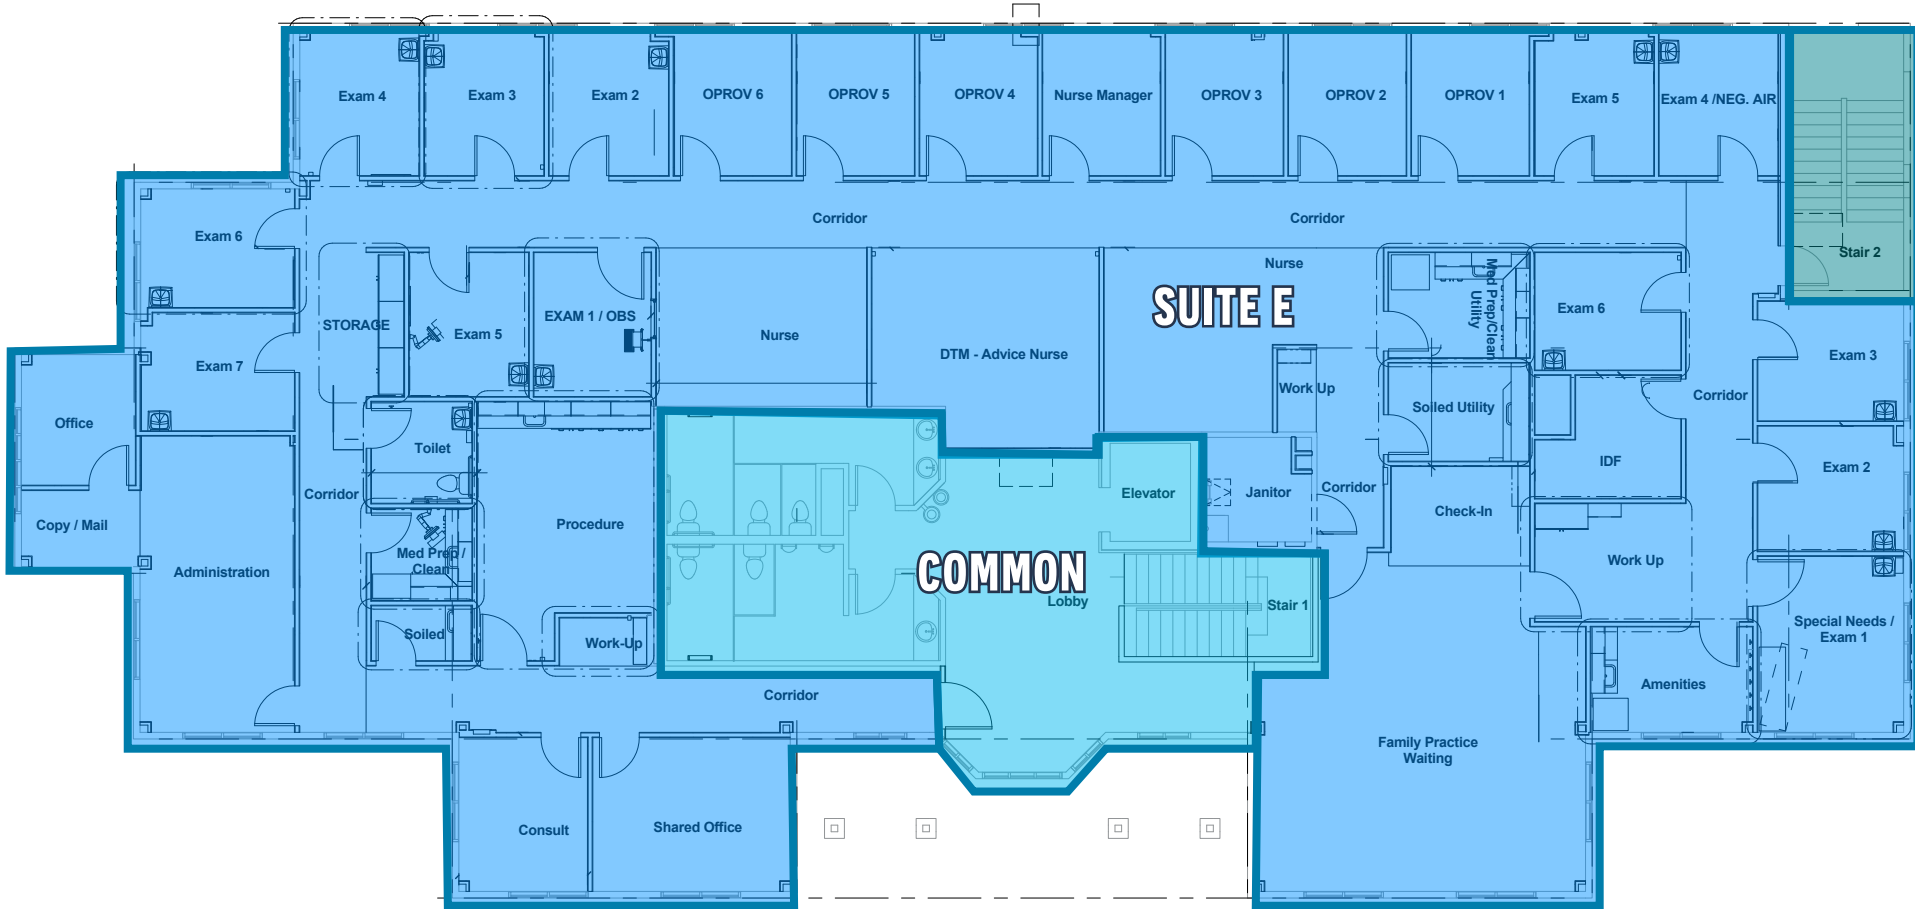 Exam 4
Exam 3
Exam 2
OPROV 6
OPROV 5
OPROV 4
Nurse Manager
OPROV 3
OPROV 2
OPROV 1
Exam 5
Exam 4 /NEG. AIR
Exam 6
Corridor
Corridor
Stair 2
Nurse
STORAGE
Exam 5
EXAM 1 / OBS
Nurse
DTM - Advice Nurse
SUITE E
Med Prep/Clean
Utility
Exam 6
Exam 3
Exam 7
Office
Work Up
Soiled Utility
Corridor
Toilet
IDF
Exam 2
Copy / Mail
Corridor
Procedure
Elevator
Janitor
Corridor
Check-In
Administration
Med Prep /
Clean
COMMON
Lobby
Stair 1
Work Up
Soiled
Work-Up
Special Needs /
Exam 1
Corridor
Amenities
Family Practice
Waiting
Consult
Shared Office